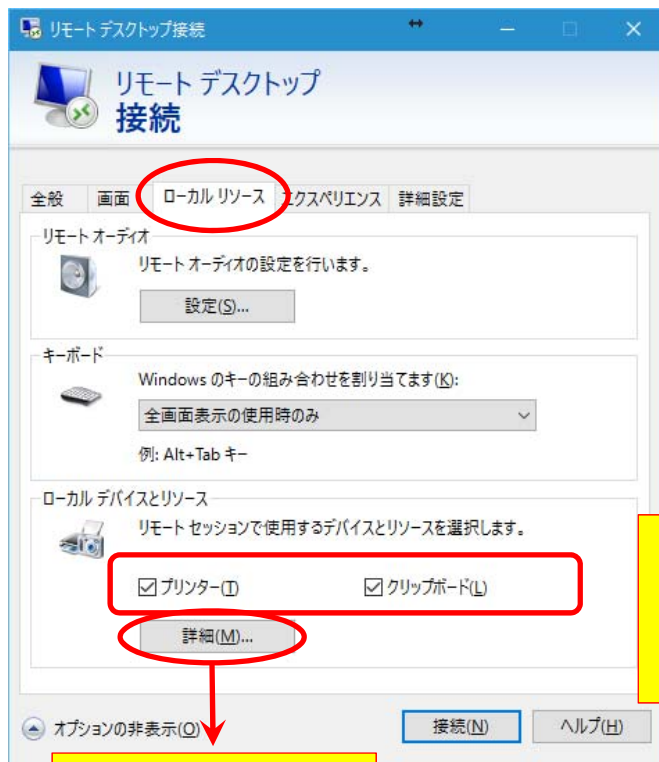 リモート デスクトップ接続
リモート デスクトップ
接続
全般 画面 ローカル リソース エクスペリエンス 詳細設定
リモート オーディオ
リモート オーディオの設定を行います。
設定(S)...
キーボード
Windows のキーの組み合わせを割り当てます(K):
全画面表示の使用時のみ
例: Alt+Tab キー
ローカル デバイスとリソース
リモート セッションで使用するデバイスとリソースを選択します。
プリンター(T) クリップボード(L)
詳細(M)...
オプションの非表示(O) 接続(N) ヘルプ(H)